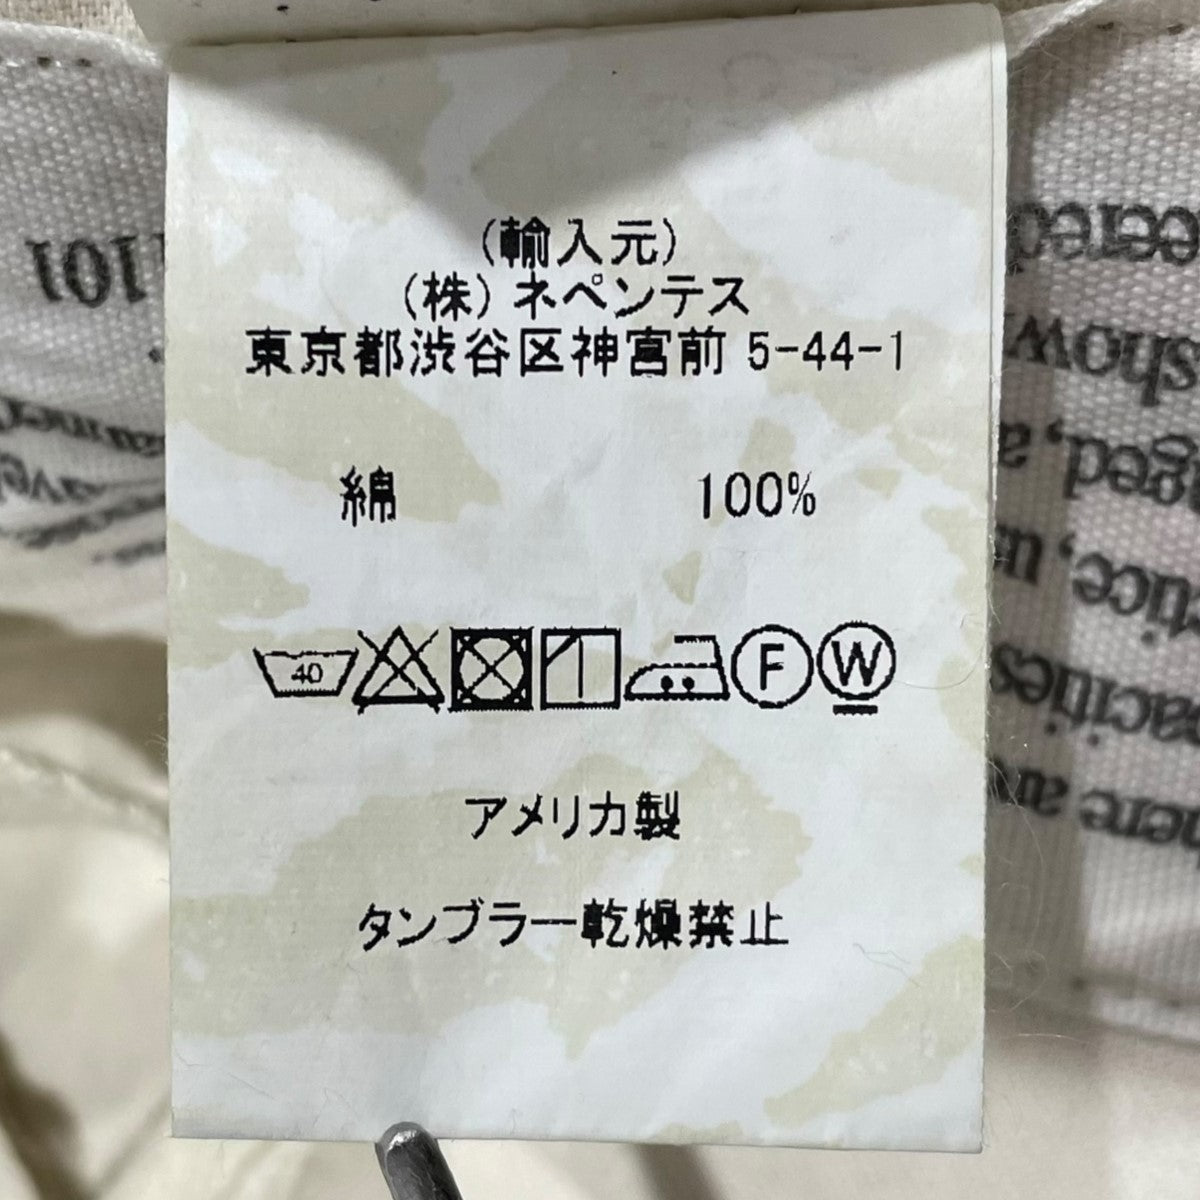 (輸入元)
(株) ネペンテス
東京都渋谷区神宮前 5-44-1
綿 100%
40
F
W
アメリカ製
タンブラー乾燥禁止
101